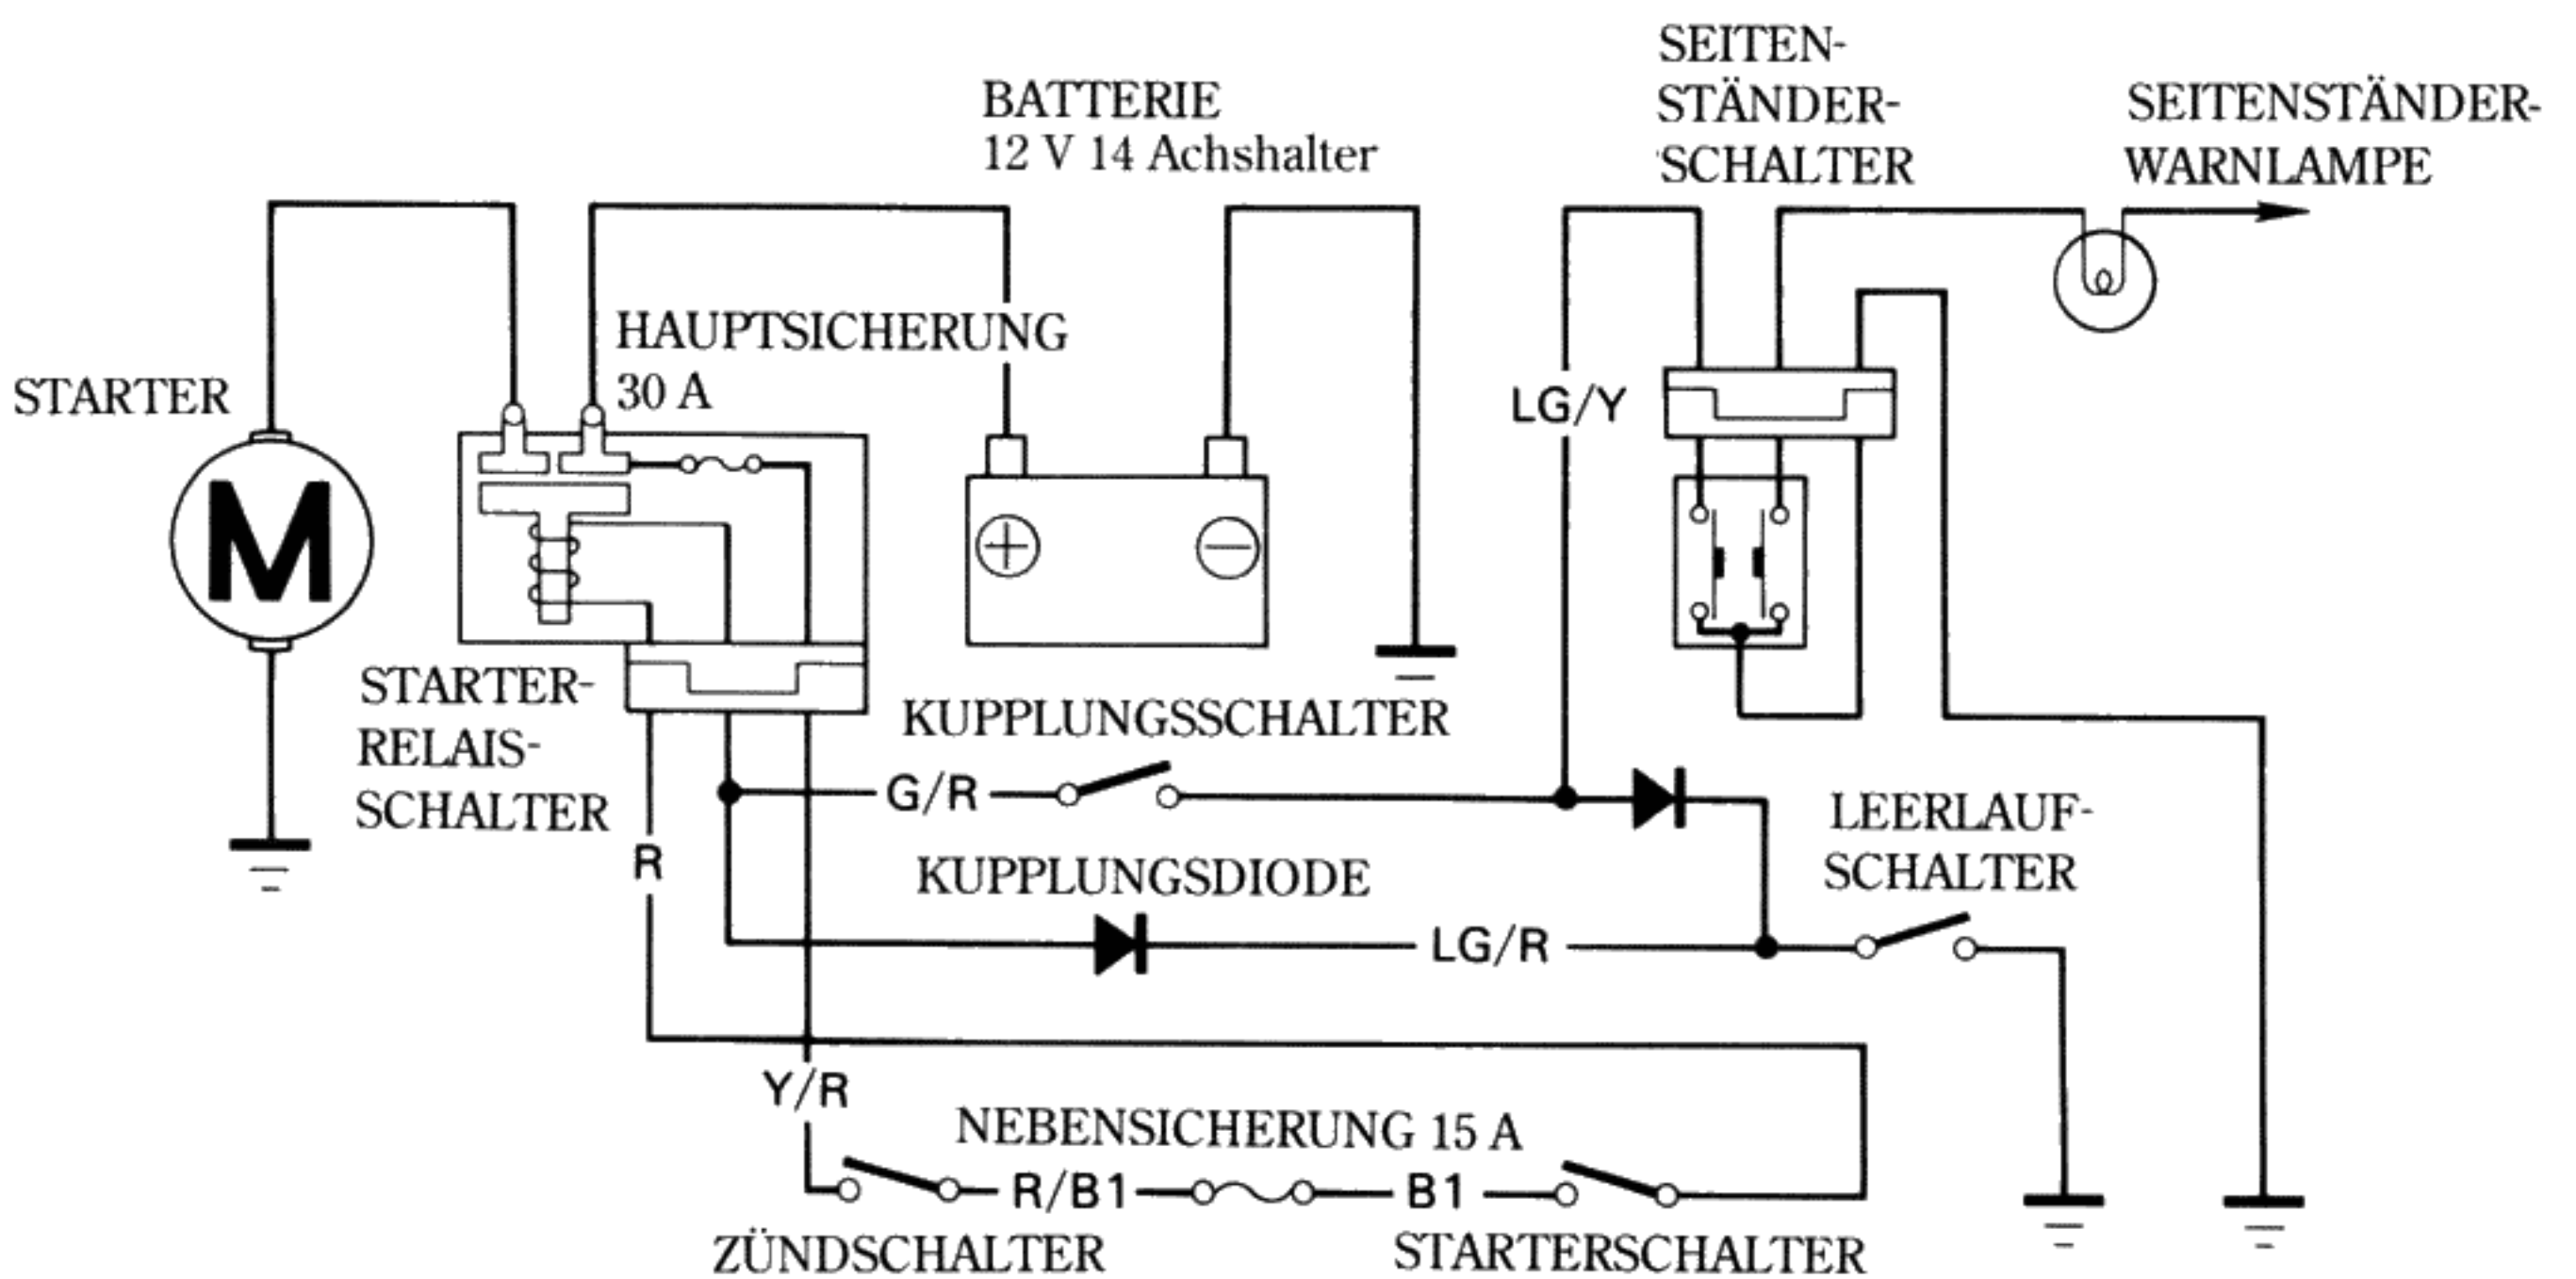 SEITEN-
STÄNDER-
SCHALTER
SEITENSTÄNDER-
WARNLAMPE
BATTERIE
12 V 14 Achshalter
HAUPTSICHERUNG
30 A
STARTER
M
LG/Y
+
−
STARTER-
RELAIS-
SCHALTER
KUPPLUNGSSCHALTER
G/R
LEERLAUF-
SCHALTER
R
KUPPLUNGSDIODE
LG/R
Y/R
NEBENSICHERUNG 15 A
R/B1
B1
ZÜNDSCHALTER
STARTERSCHALTER